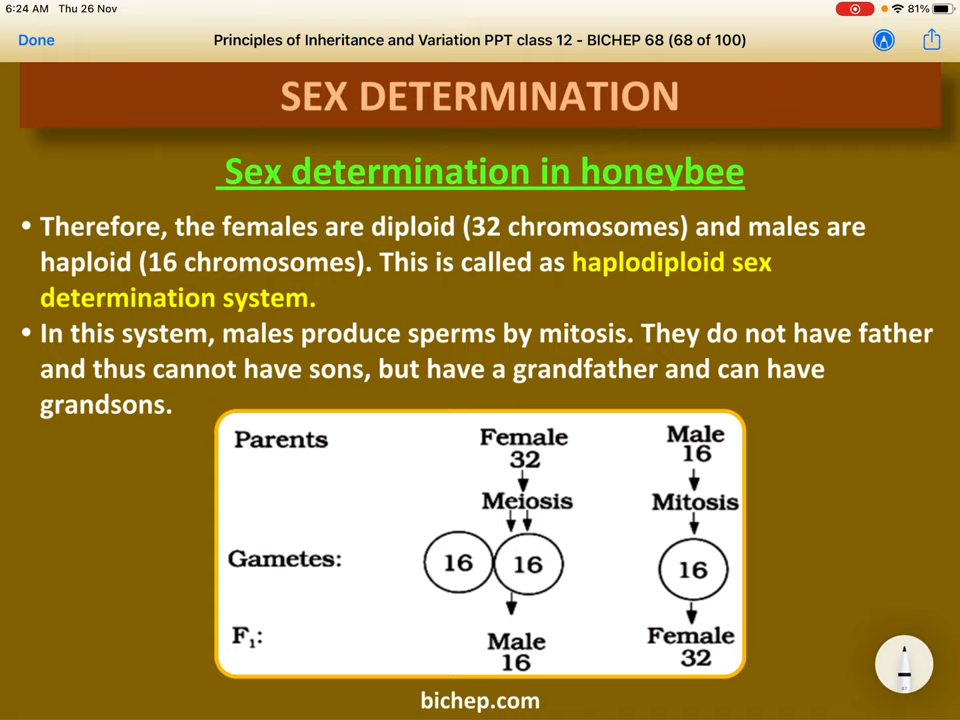 6:24 AM Thu 26 Nov
81%
Done
Principles of Inheritance and Variation PPT class 12 - BICHEP 68 (68 of 100)
SEX DETERMINATION
Sex determination in honeybee
• Therefore, the females are diploid (32 chromosomes) and males are
haploid (16 chromosomes). This is called as haplodiploid sex
determination system.
• In this system, males produce sperms by mitosis. They do not have father
and thus cannot have sons, but have a grandfather and can have
grandsons.
Parents Female Male
32 16
Meiosis Mitosis
Gametes: 16 16 16
F₁: Male Female
16 32
bichep.com